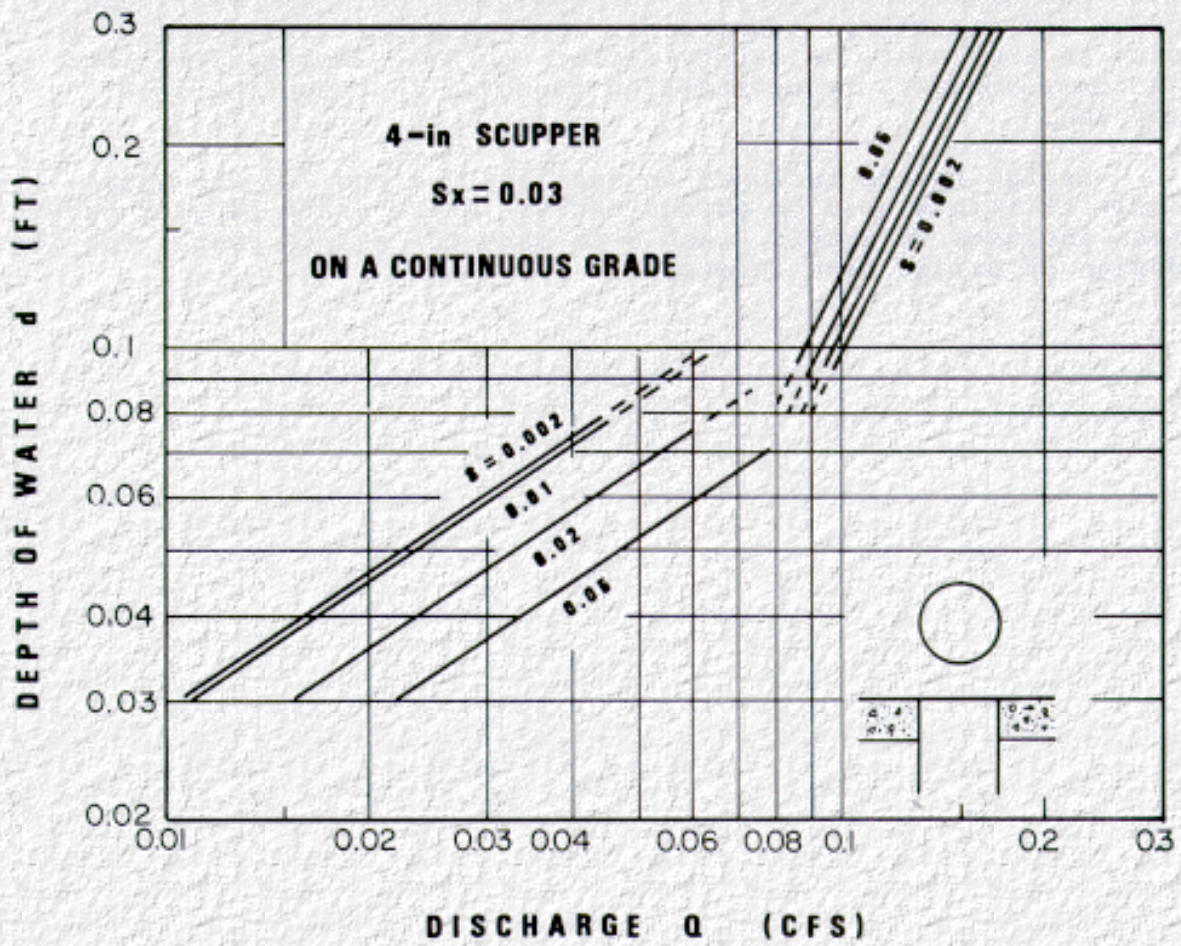 0.3
0.2
0.1
0.08
0.06
0.04
0.03
0.02
DEPTH OF WATER d (FT)
4-in SCUPPER
Sx = 0.03
ON A CONTINUOUS GRADE
0.06
S = 0.002
S = 0.002
0.01
0.02
0.05
0.01 0.02 0.03 0.04 0.06 0.08 0.1 0.2 0.3
DISCHARGE Q (CFS)